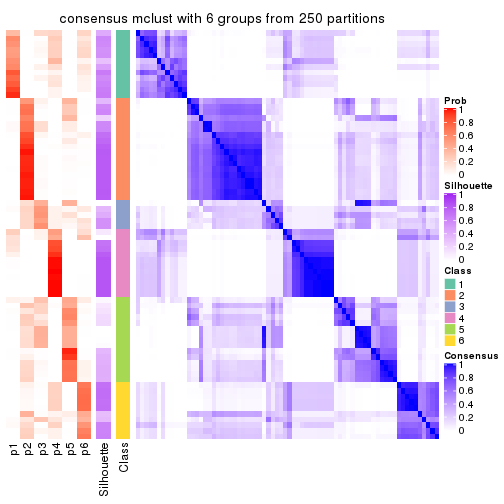 consensus mclust with 6 groups from 250 partitions
Prob
1
0.8
0.6
0.4
0.2
0
Silhouette
1
0.8
0.6
0.4
0.2
0
Class
1
2
3
4
5
6
Consensus
1
0.8
0.6
0.4
0.2
0
p1
p2
p3
p4
p5
p6
Silhouette
Class